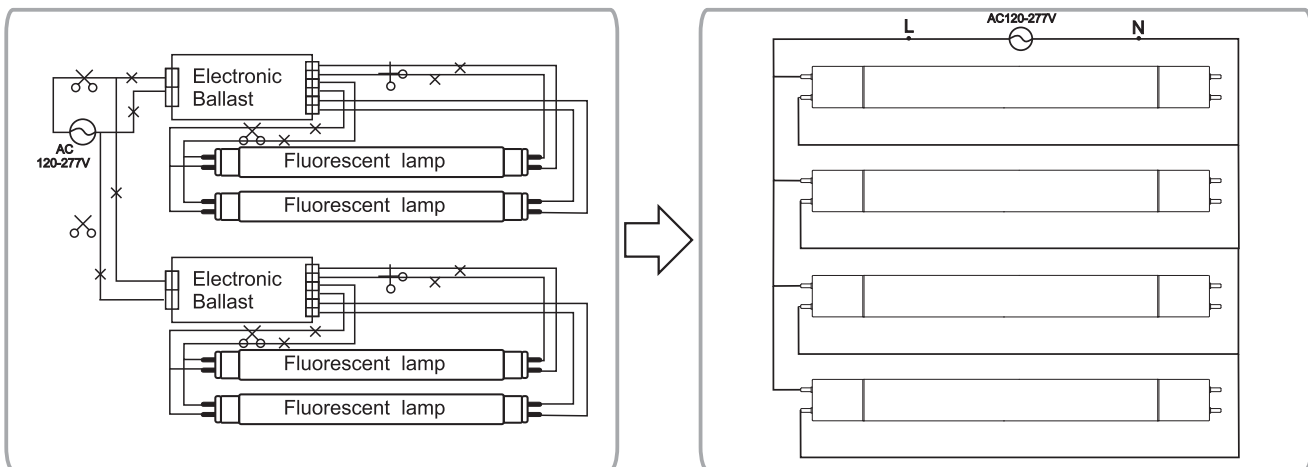 Electronic
Ballast
AC
120-277V
Fluorescent lamp
Fluorescent lamp
Electronic
Ballast
Fluorescent lamp
Fluorescent lamp
AC120-277V
L
N